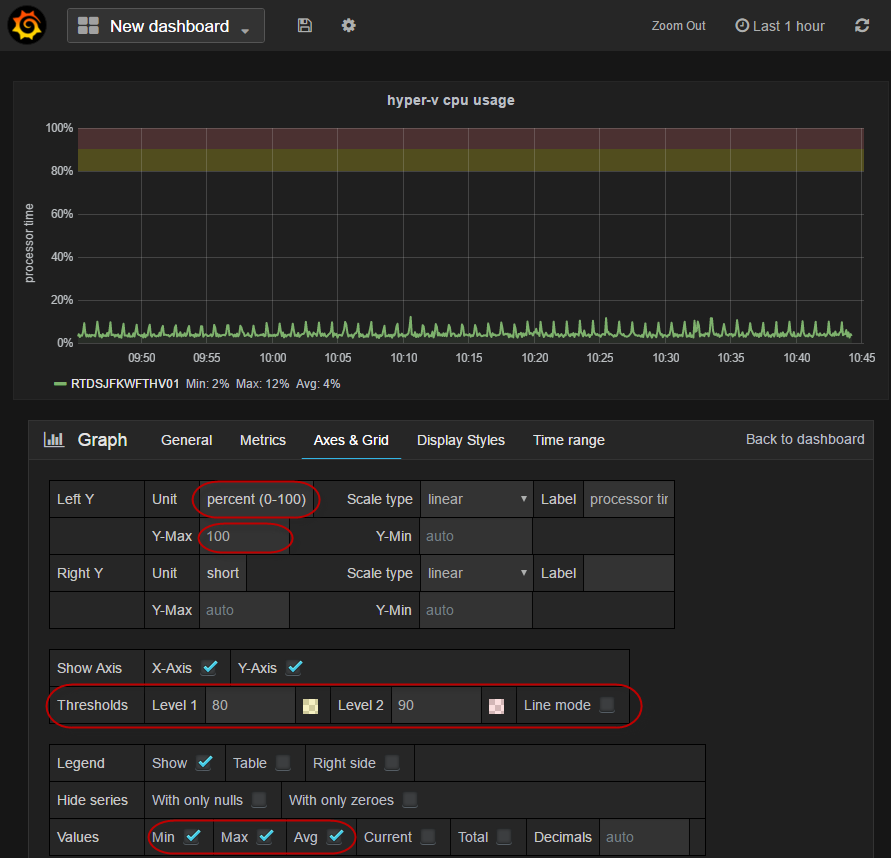 New dashboard
Zoom Out
Last 1 hour
hyper-v cpu usage
processor time
100%
80%
60%
40%
20%
0%
09:50 09:55 10:00 10:05 10:10 10:15 10:20 10:25 10:30 10:35 10:40 10:45
RTDSJFKWFTHV01 Min: 2% Max: 12% Avg: 4%
Graph General Metrics Axes & Grid Display Styles Time range Back to dashboard
Left Y Unit percent (0-100) Scale type linear Label processor tir
Y-Max 100 Y-Min auto
Right Y Unit short Scale type linear Label
Y-Max auto Y-Min auto
Show Axis X-Axis Y-Axis
Thresholds Level 1 80 Level 2 90 Line mode
Legend Show Table Right side
Hide series With only nulls With only zeroes
Values Min Max Avg Current Total Decimals auto